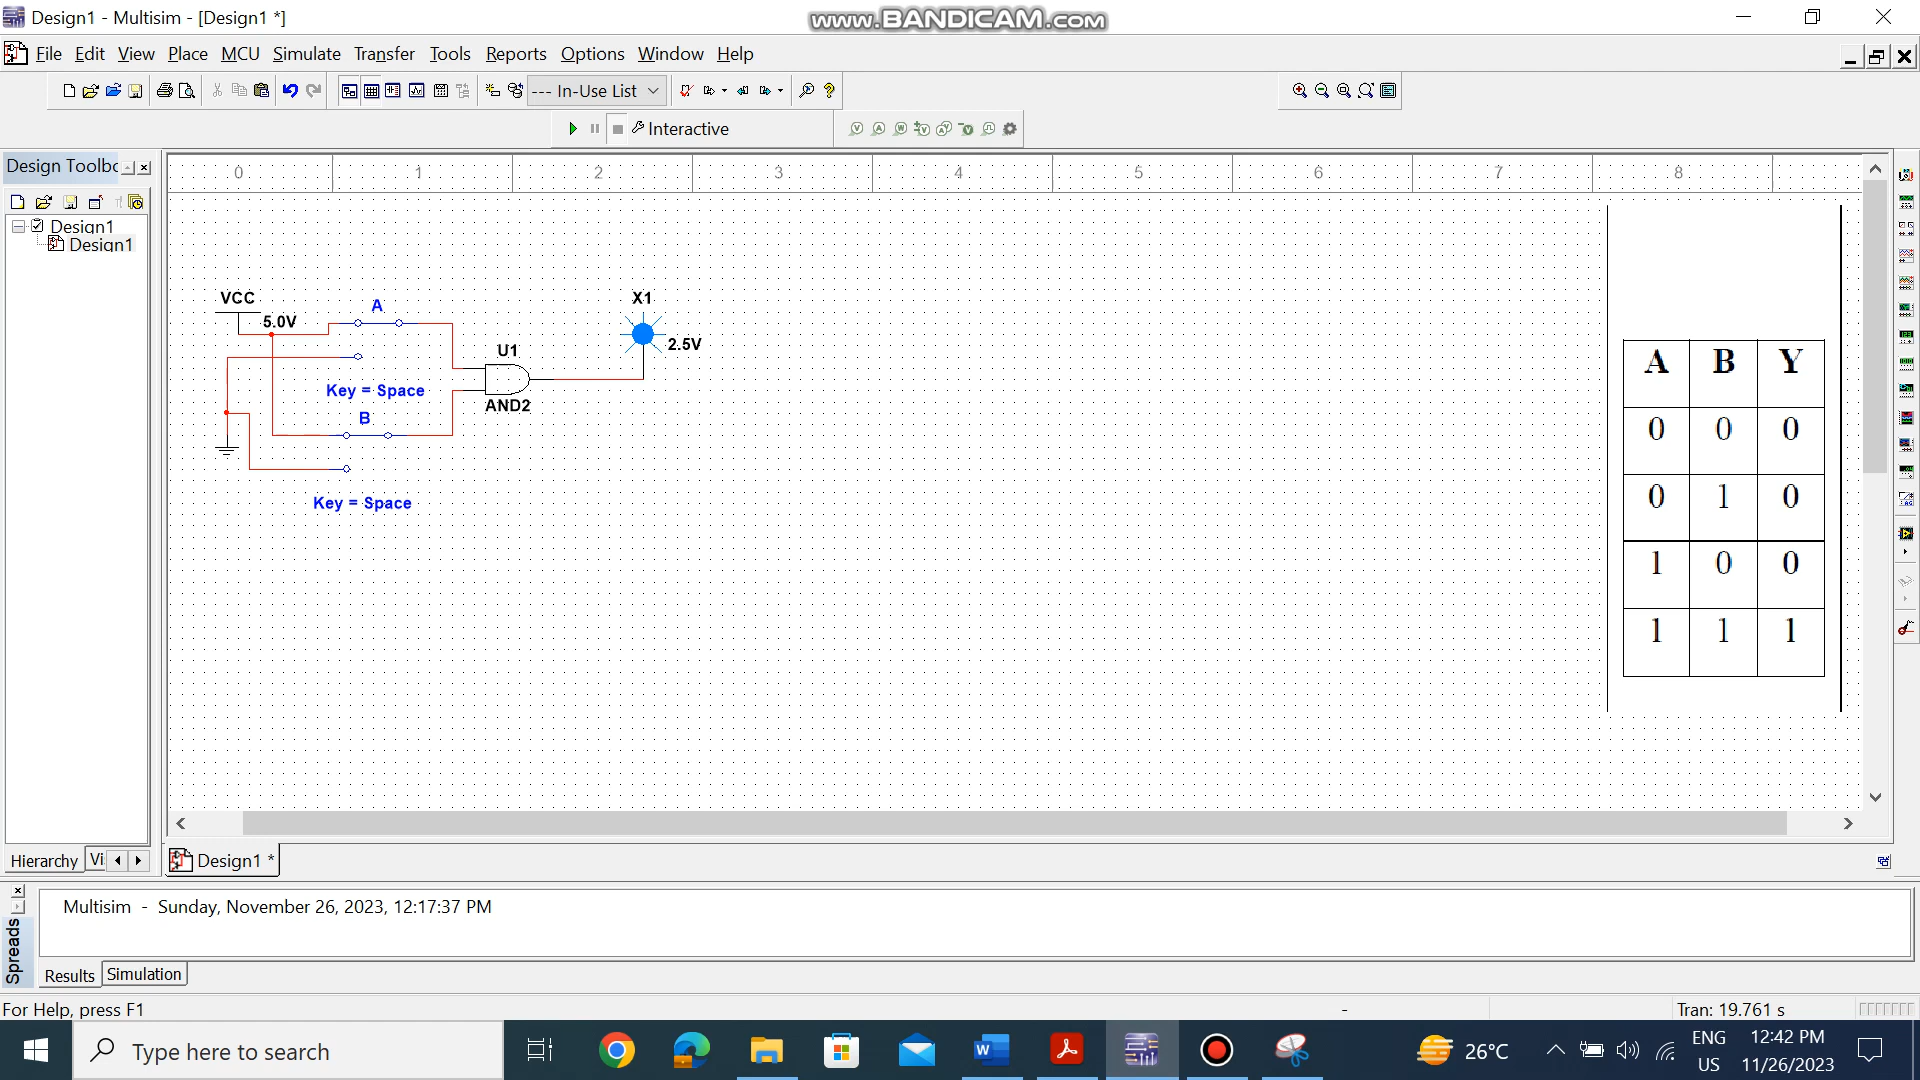 Design1 - Multisim - [Design1 *]
www.BANDICAM.com
File Edit View Place MCU Simulate Transfer Tools Reports Options Window Help
--- In-Use List
Interactive
Design Toolbo
0 1 2 3 4 5 6 7 8
Design1
Design1
VCC
5.0V
A
Key = Space
B
Key = Space
U1
AND2
X1
2.5V
A B Y
0 0 0
0 1 0
1 0 0
1 1 1
Hierarchy Vi
Design1 *
Spreads
Multisim - Sunday, November 26, 2023, 12:17:37 PM
Results Simulation
For Help, press F1
-
Tran: 19.761 s
Type here to search
26°C
ENG
US
12:42 PM
11/26/2023